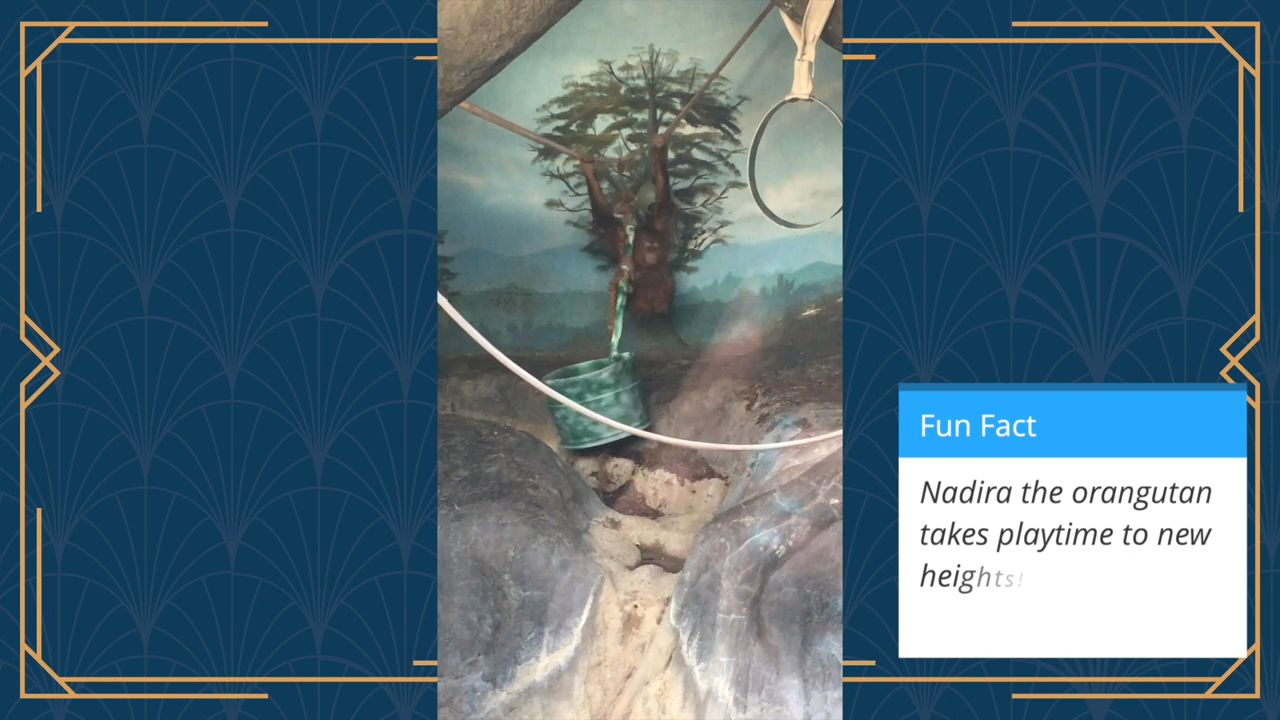 Fun Fact
Nadira the orangutan
takes playtime to new
heights!